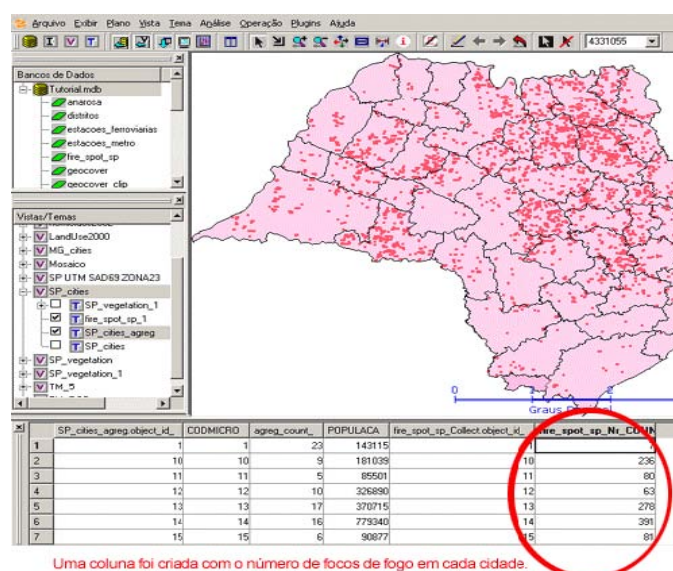 Arquivo Exibir Plano Vista Tema Análise Operação Plugins Ajuda
4331055
Bancos de Dados
Tutorial.mdb
anarosa
distritos
estacoes_ferroviarias
estacoes_metro
fire_spot_sp
geocover
geocover_clip
Vistas/Temas
LandUse2000
MG_cities
Mosaico
SP UTM SAD69 ZONA23
SP_cities
SP_vegetation_1
fire_spot_sp_1
SP_cities_agreg
SP_cities
SP_vegetation
SP_vegetation_1
TM_5
0
2
Graus
SP_cities_agreg.object_id_ CODMICRO agreg_count_ POPULACA fire_spot_sp_Collect.object_id_ fire_spot_sp_Nr_COUN
1 1 1 23 143115 1 7
2 10 10 9 181039 10 236
3 11 11 5 85501 11 80
4 12 12 10 326890 12 63
5 13 13 17 370715 13 278
6 14 14 16 779340 14 391
7 15 15 6 90877 15 81
Uma coluna foi criada com o número de focos de fogo em cada cidade.